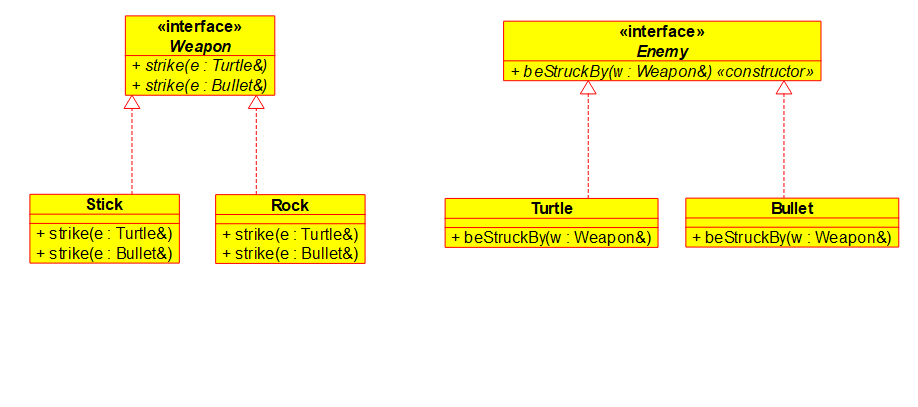 «interface»
Weapon
+ strike(e : Turtle&)
+ strike(e : Bullet&)
«interface»
Enemy
+ beStruckBy(w : Weapon&) «constructor»
Stick
+ strike(e : Turtle&)
+ strike(e : Bullet&)
Rock
+ strike(e : Turtle&)
+ strike(e : Bullet&)
Turtle
+ beStruckBy(w : Weapon&)
Bullet
+ beStruckBy(w : Weapon&)